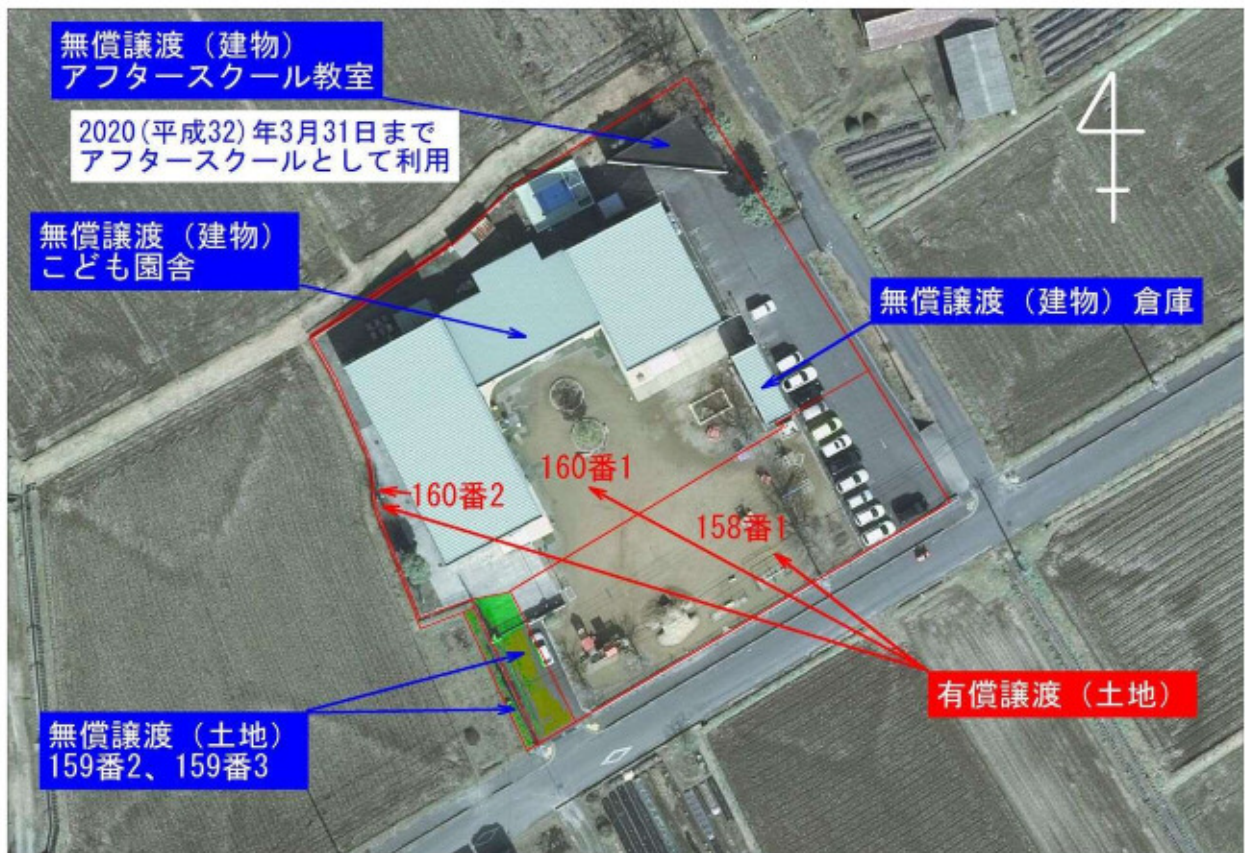 無償譲渡（建物）
アフタースクール教室
2020(平成32)年3月31日まで
アフタースクールとして利用
無償譲渡（建物）
こども園舎
無償譲渡（建物）倉庫
160番1
160番2
158番1
有償譲渡（土地）
無償譲渡（土地）
159番2、159番3